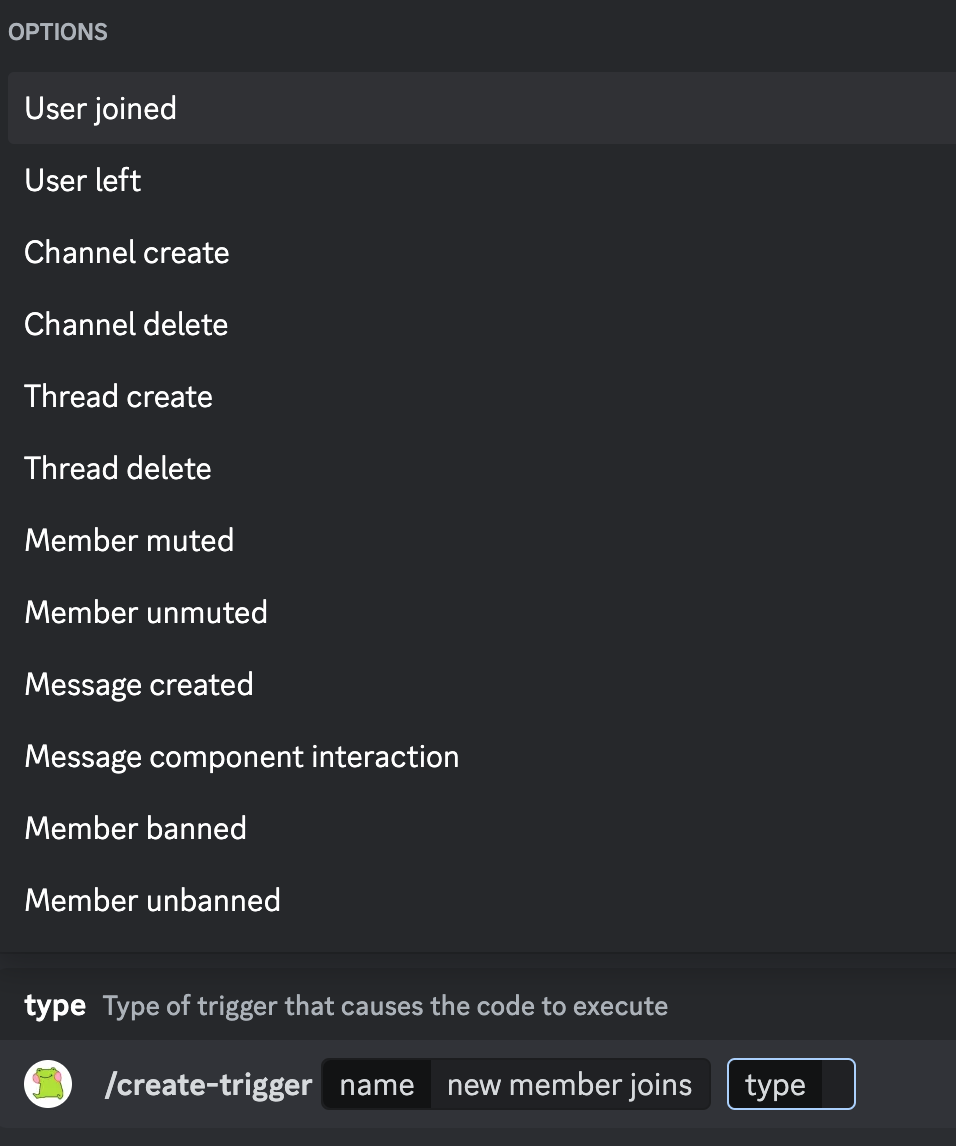 OPTIONS
User joined
User left
Channel create
Channel delete
Thread create
Thread delete
Member muted
Member unmuted
Message created
Message component interaction
Member banned
Member unbanned
type Type of trigger that causes the code to execute
/create-trigger name new member joins type